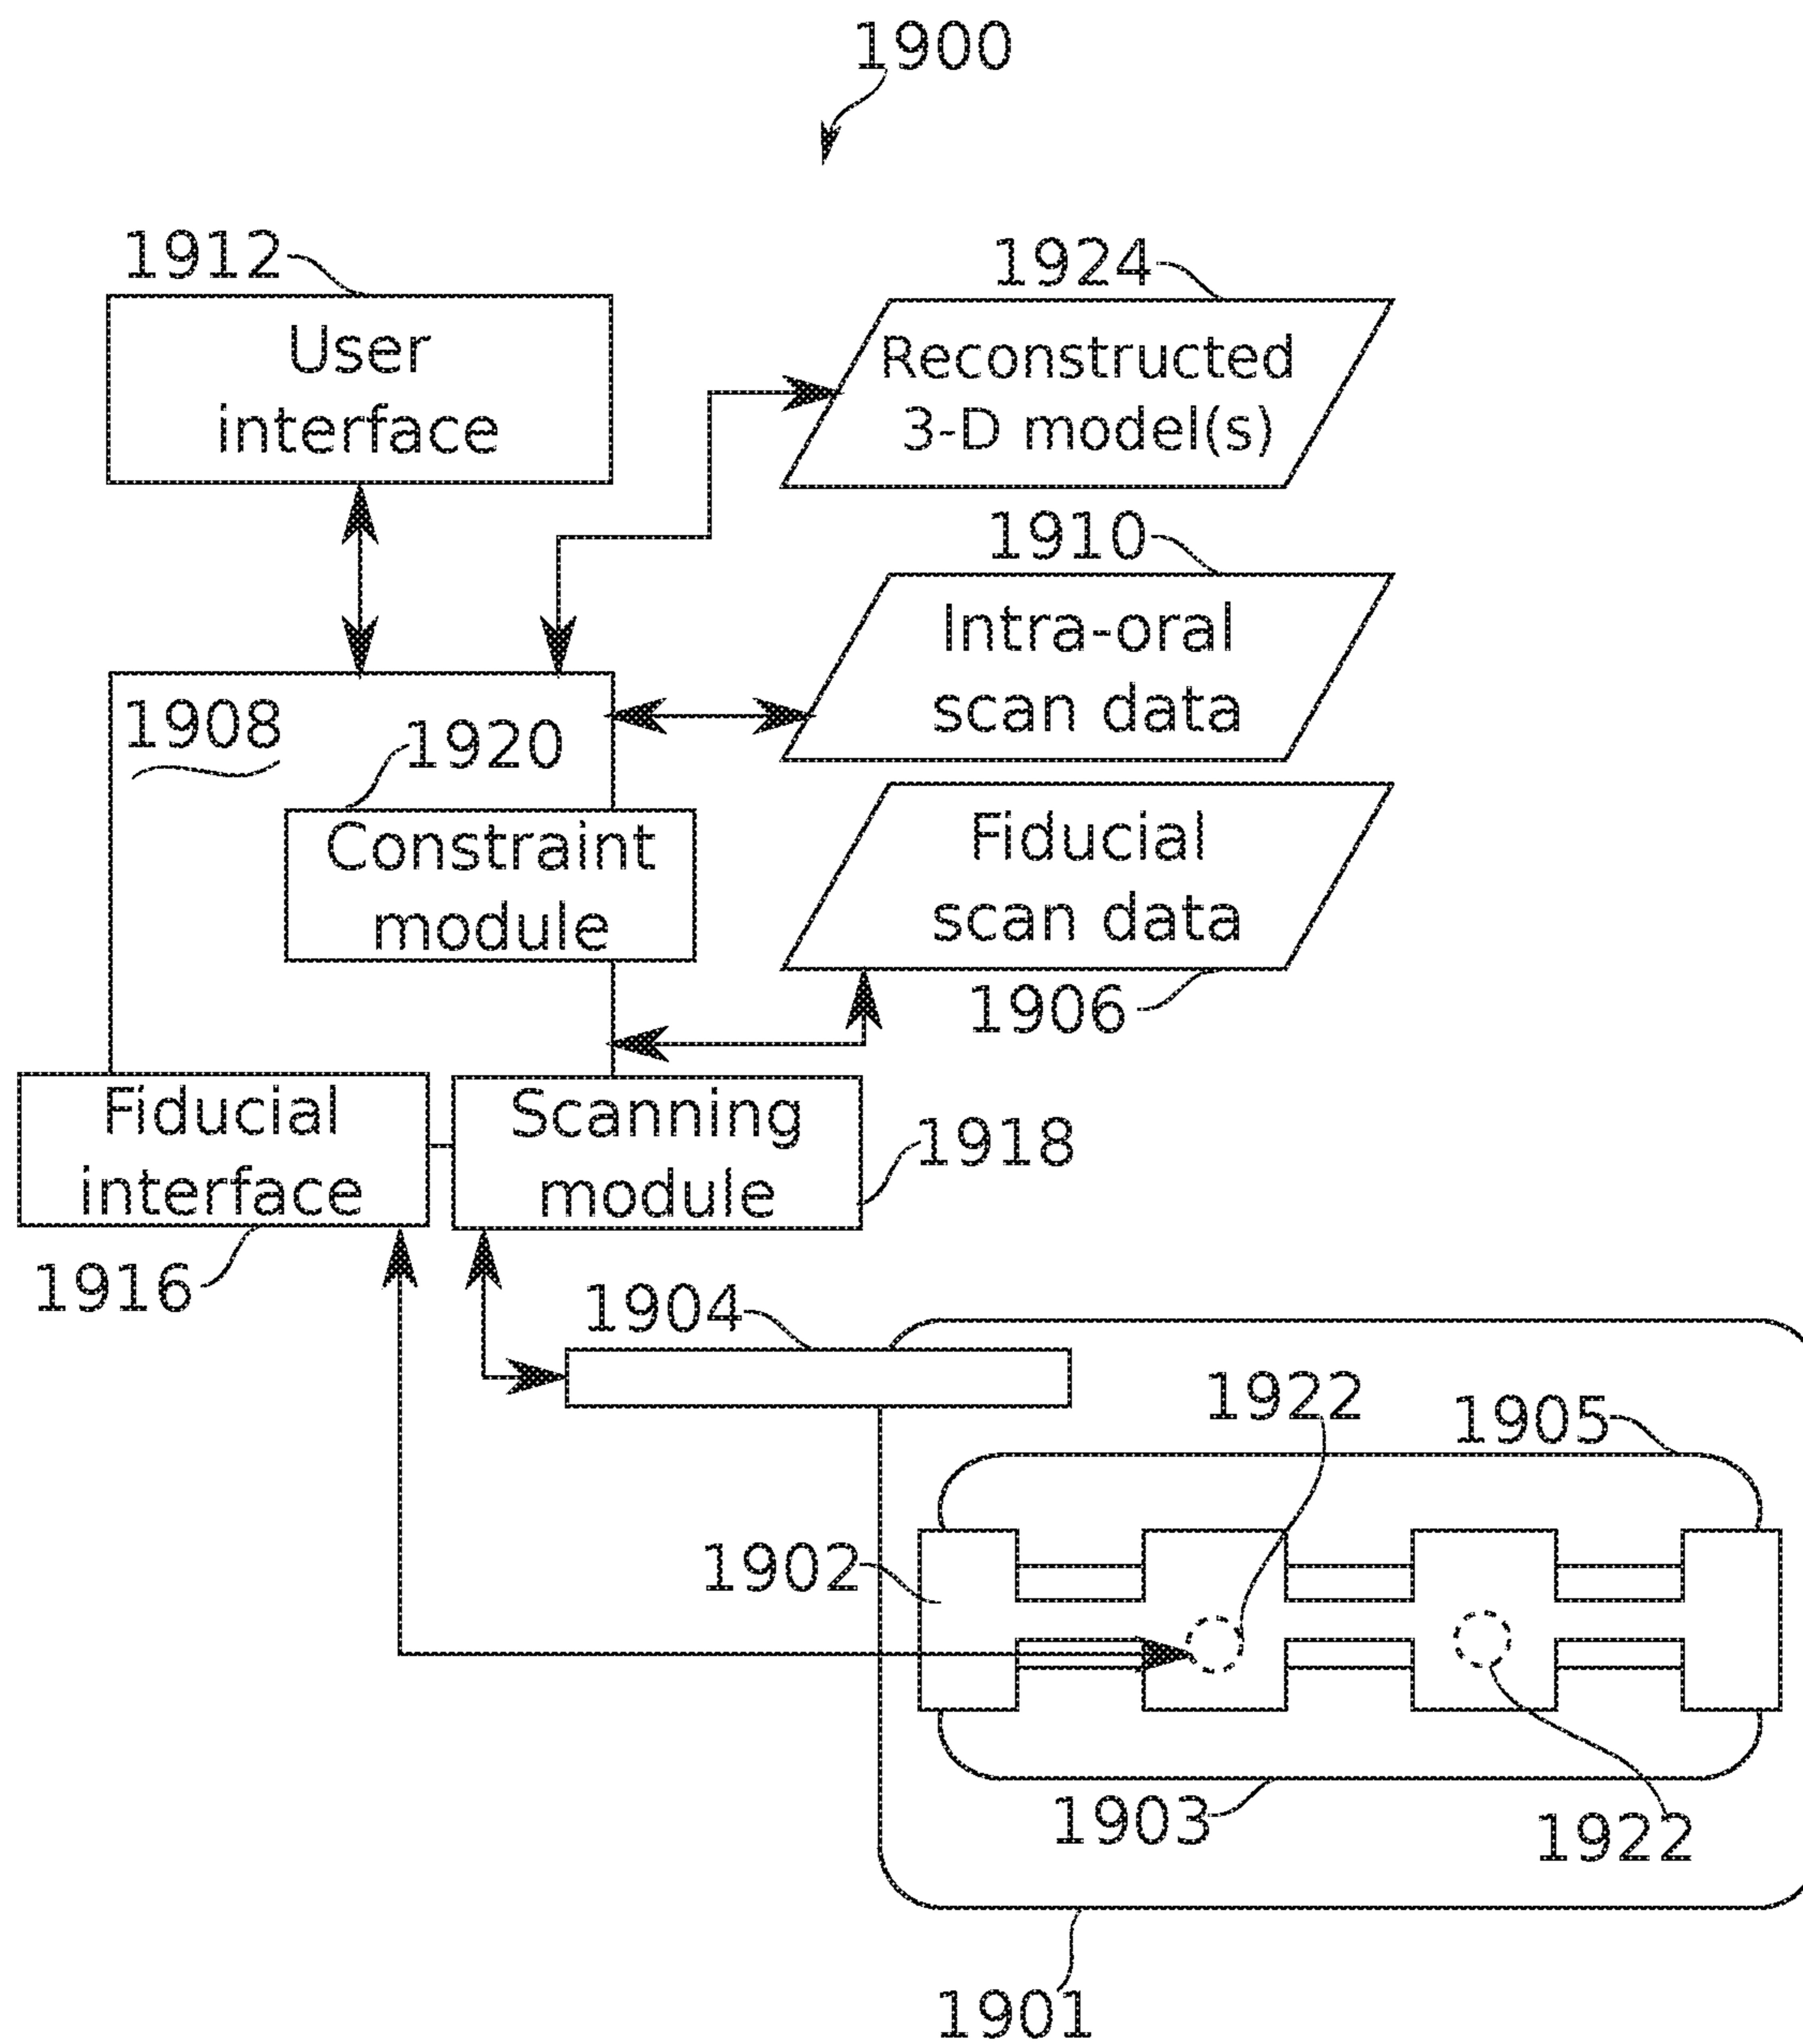 1900
1912
User
interface
1924
Reconstructed
3-D model(s)
1910
Intra-oral
scan data
1908
1920
Constraint
module
Fiducial
scan data
1906
Fiducial
interface
1916
Scanning
module
1918
1904
1922
1905
1902
1903
1922
1901